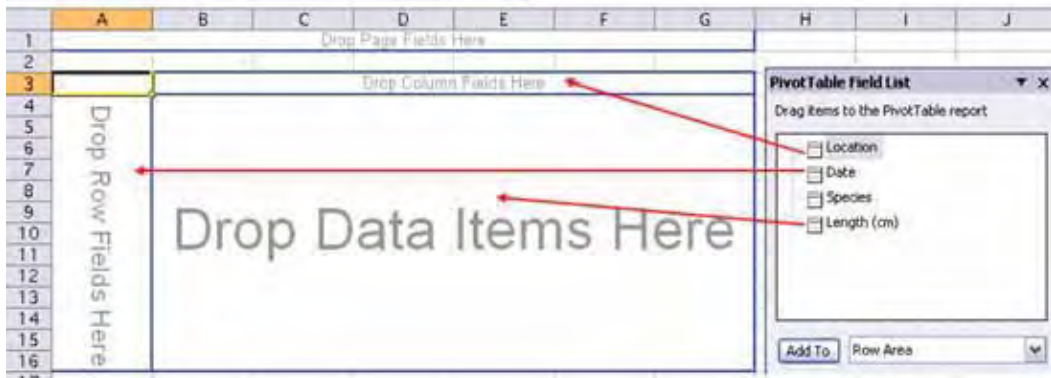 A B C D E F G H I J
1 Drop Page Fields Here
2
3 Drop Column Fields Here
PivotTable Field List
4
Drag items to the PivotTable report
5
6 Location
7 Date
8 Species
9 Length (cm)
10 Drop Data Items Here
Drop Row Fields Here
11
12
13
14
15
16 Add To Row Area